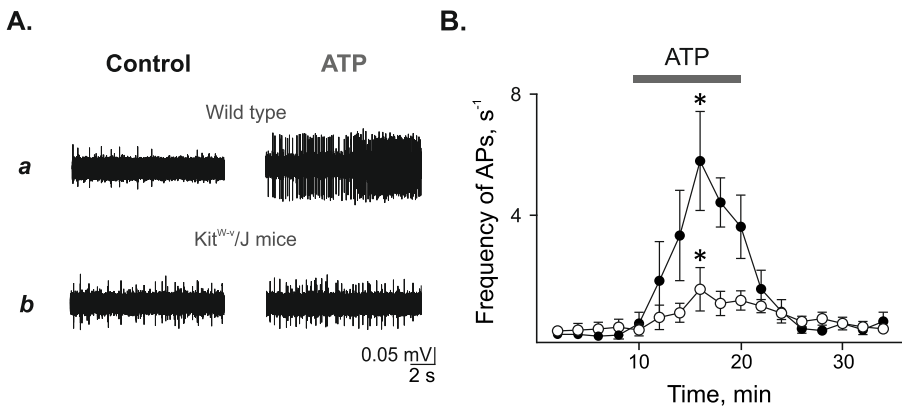 A.
Control
ATP
Wild type
a
Kit^W-v/J mice
b
0.05 mV
2 s
B.
ATP
*
*
8
4
Frequency of APs, s⁻¹
10
20
30
Time, min